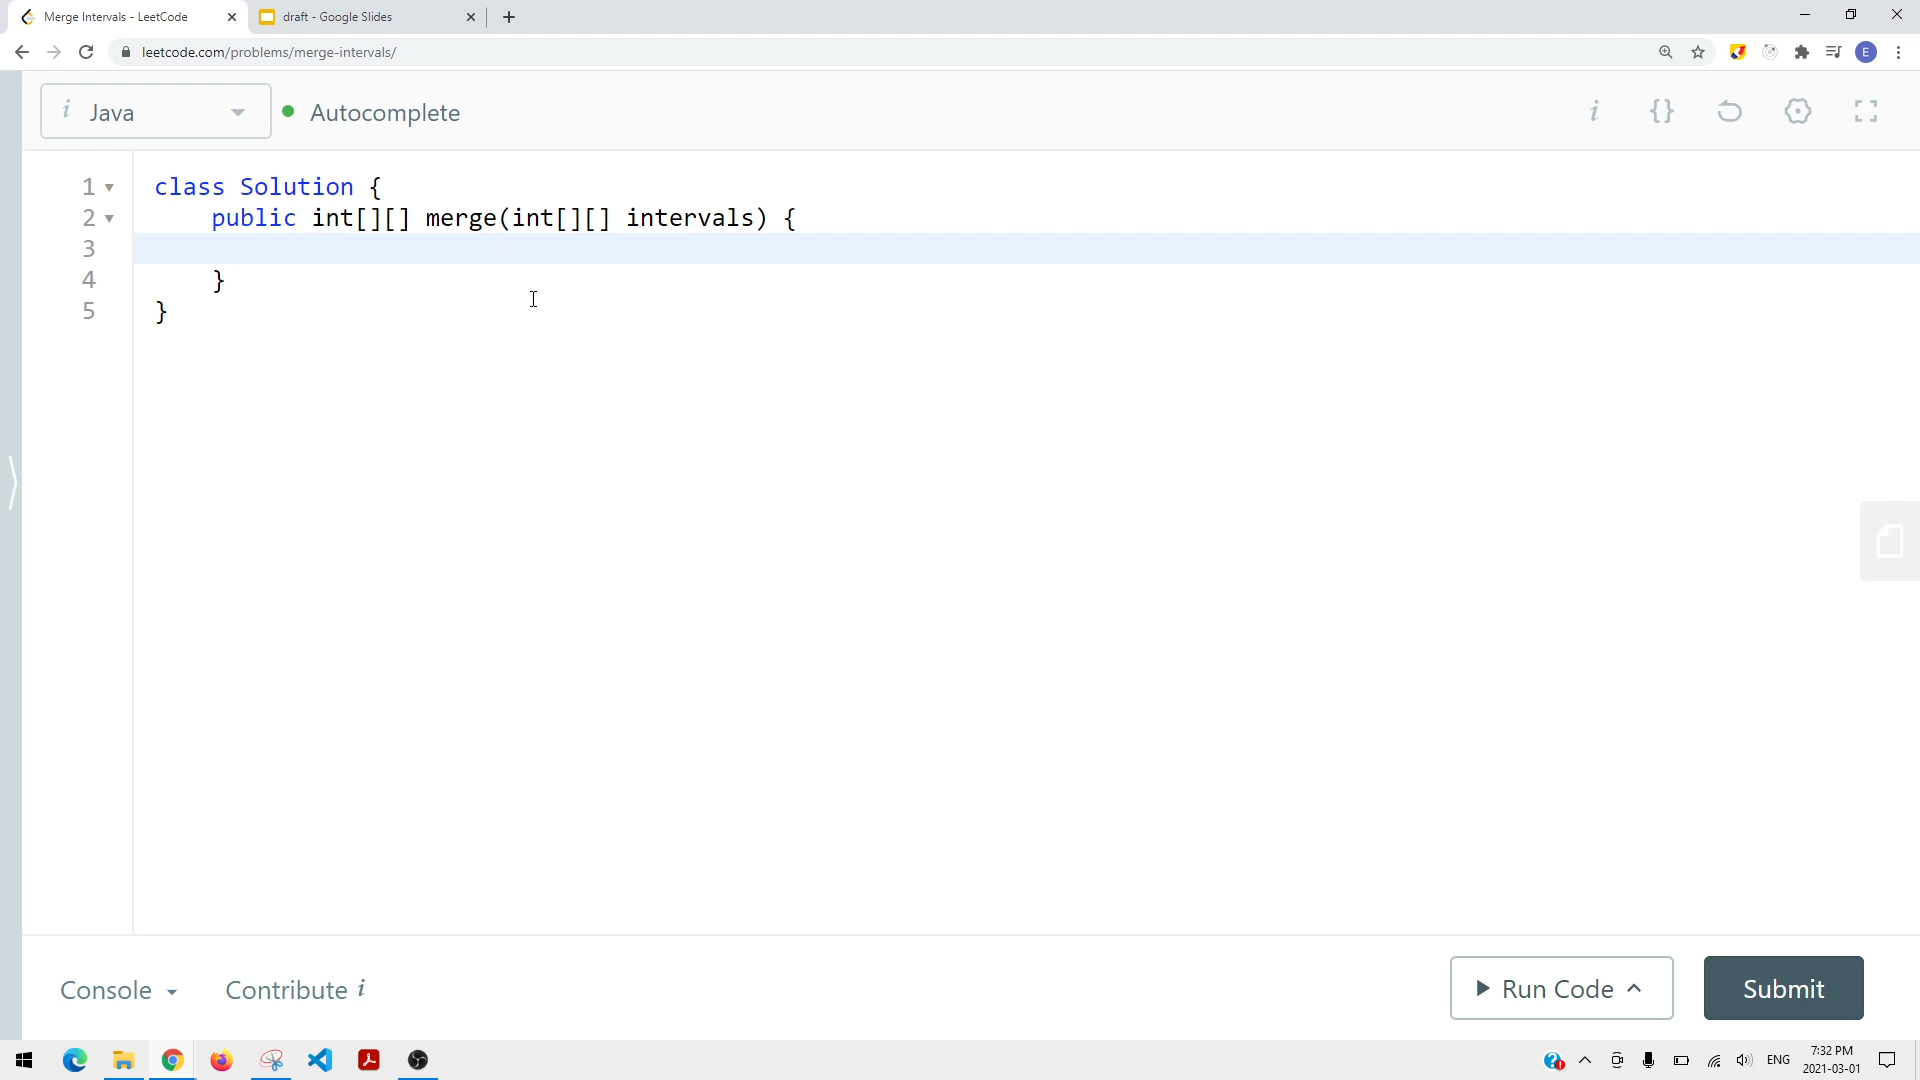 Merge Intervals - LeetCode
draft - Google Slides
leetcode.com/problems/merge-intervals/
E
i Java
Autocomplete
i {}
1 class Solution {
2 public int[][] merge(int[][] intervals) {
3
4 }
5 }
Console
Contribute i
Run Code
Submit
ENG
7:32 PM
2021-03-01